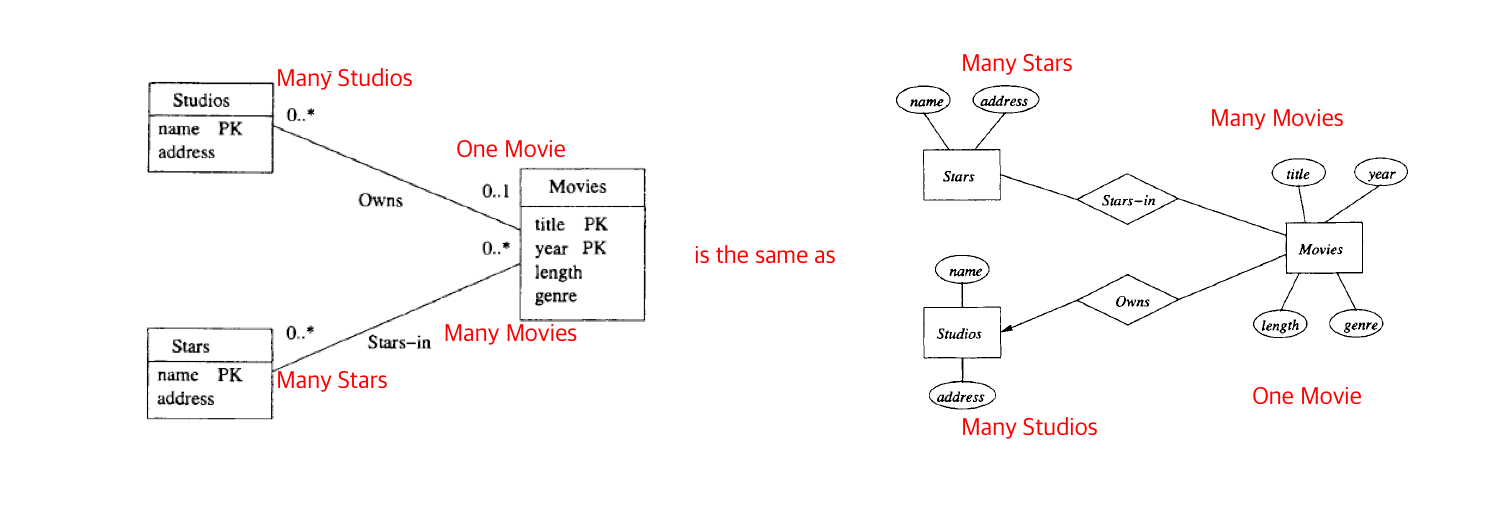 Many Studios
Studios
0..*
name PK
address
One Movie
0..1
Movies
Owns
title PK
0..*
year PK
length
genre
Many Movies
0..*
Stars-in
Stars
Many Stars
name PK
address
is the same as
Many Stars
name address
Many Movies
title year
Stars
Stars-in
Movies
name
Owns
Studios
length genre
address
One Movie
Many Studios